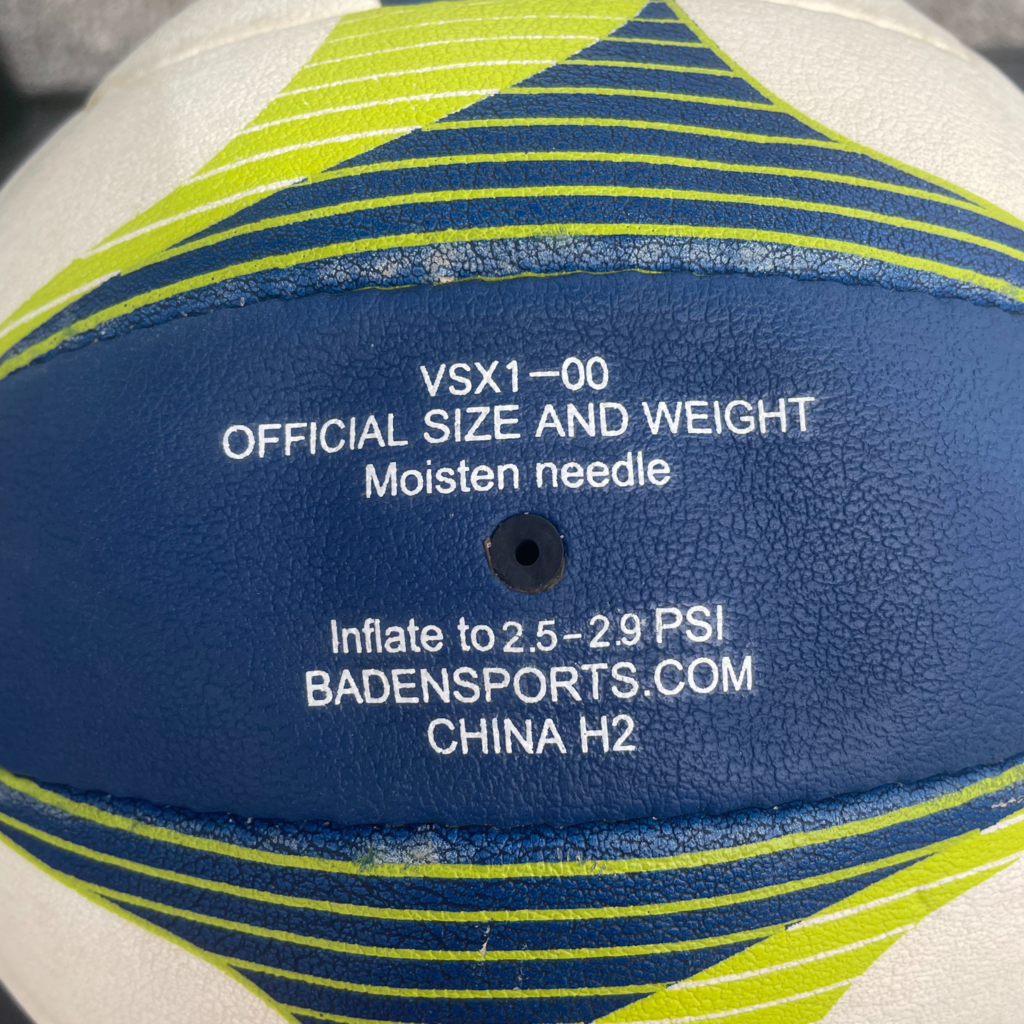 VSX1-00
OFFICIAL SIZE AND WEIGHT
Moisten needle
Inflate to 2.5-2.9 PSI
BADENSPORTS.COM
CHINA H2